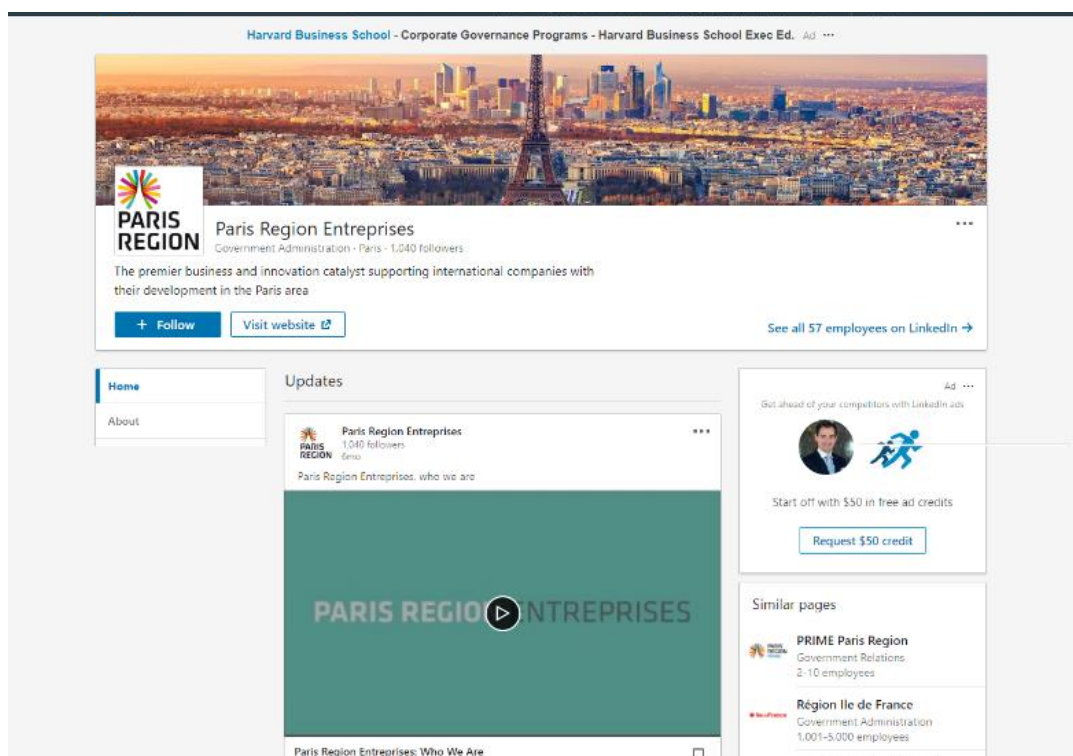 Harvard Business School - Corporate Governance Programs - Harvard Business School Exec Ed. Ad ···
PARIS
REGION
Paris Region Entreprises
Government Administration · Paris · 1,040 followers
The premier business and innovation catalyst supporting international companies with
their development in the Paris area
+ Follow
Visit website
See all 57 employees on LinkedIn →
Home
About
Updates
PARIS
REGION
Paris Region Entreprises
1,040 followers
6mo
Paris Region Entreprises, who we are
PARIS REGIO ENTREPRISES
Paris Region Entreprises: Who We Are
Ad ···
Get ahead of your competitors with LinkedIn ads
Start off with $50 in free ad credits
Request $50 credit
Similar pages
PARIS
REGION
PRIME Paris Region
Government Relations
2-10 employees
îledeFrance
Région Ile de France
Government Administration
1,001-5,000 employees